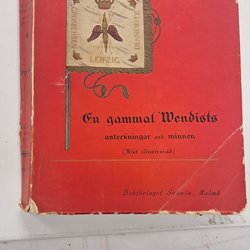 LEIPZIG
En gammal Wendists
anteckningar och minnen
(Rikt illustrerad)
Bokförlaget Scania, Malmö